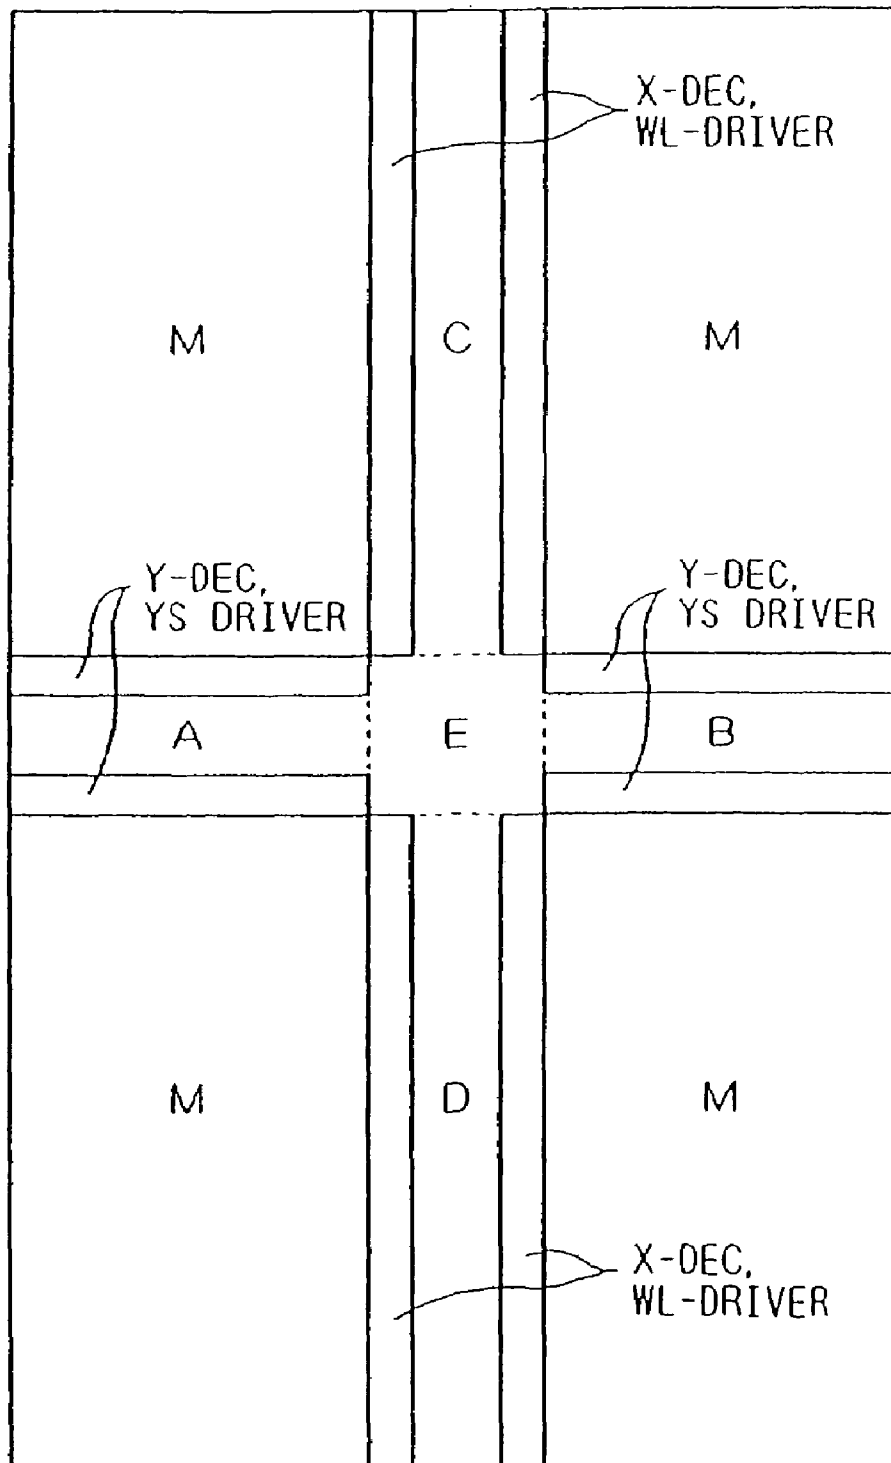 X-DEC,
WL-DRIVER
M
C
M
Y-DEC,
YS DRIVER
Y-DEC,
YS DRIVER
A
E
B
M
D
M
X-DEC,
WL-DRIVER